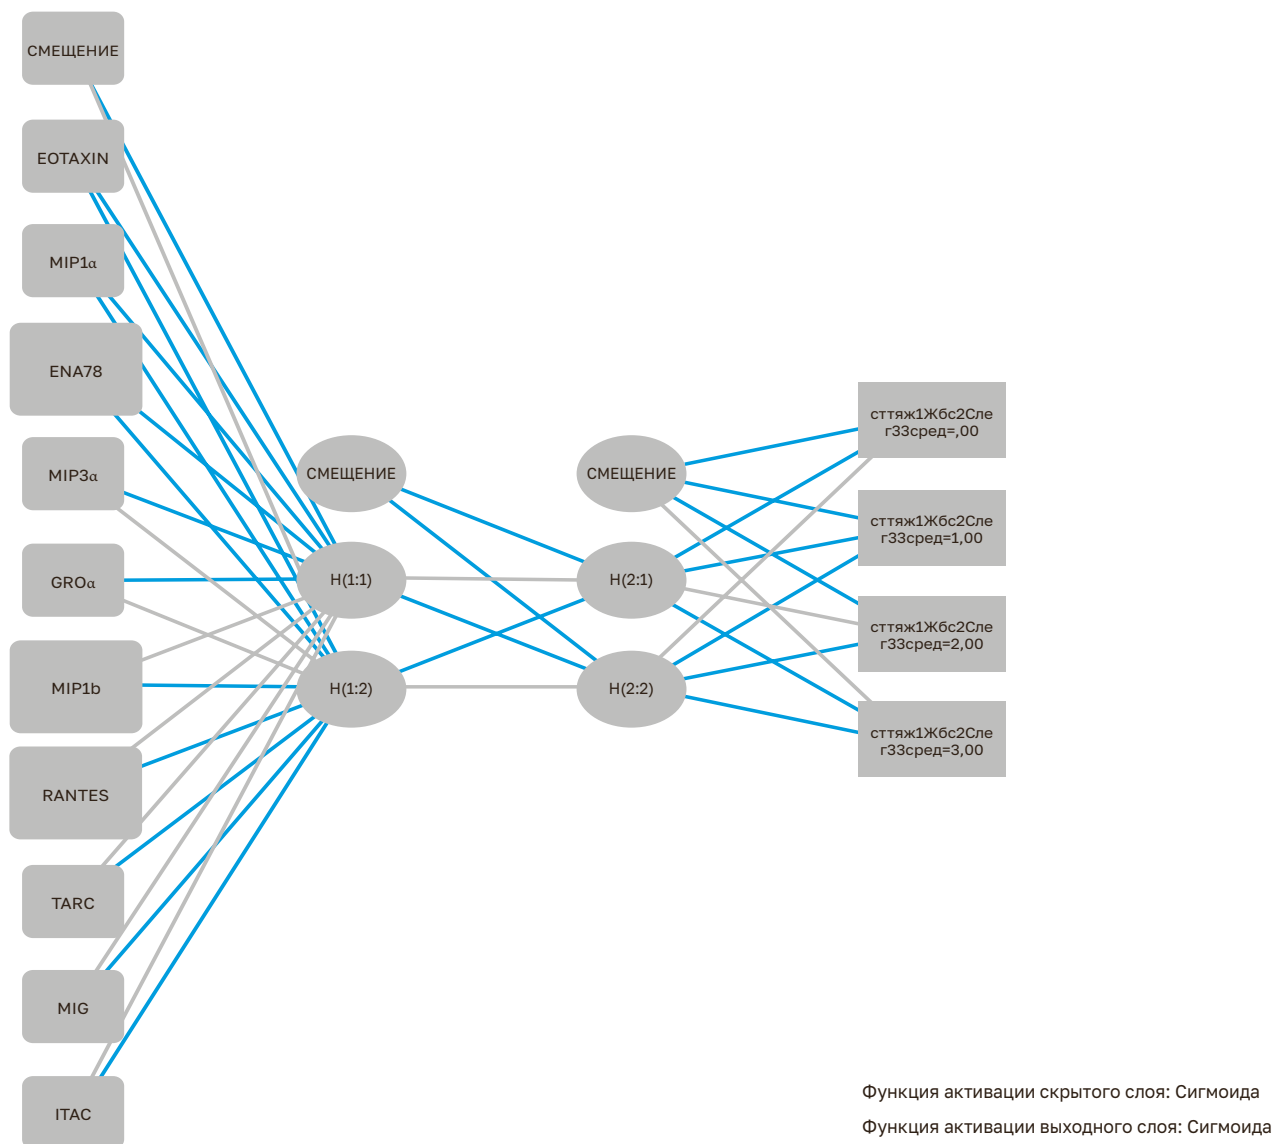 СМЕЩЕНИЕ
EOTAXIN
MIP1α
ENA78
MIP3α
GROα
MIP1b
RANTES
TARC
MIG
ITAC
СМЕЩЕНИЕ
H(1:1)
H(1:2)
СМЕЩЕНИЕ
H(2:1)
H(2:2)
сттяж1Жбс2Сле
г33сред=,00
сттяж1Жбс2Сле
г33сред=1,00
сттяж1Жбс2Сле
г33сред=2,00
сттяж1Жбс2Сле
г33сред=3,00
Функция активации скрытого слоя: Сигмоида
Функция активации выходного слоя: Сигмоида